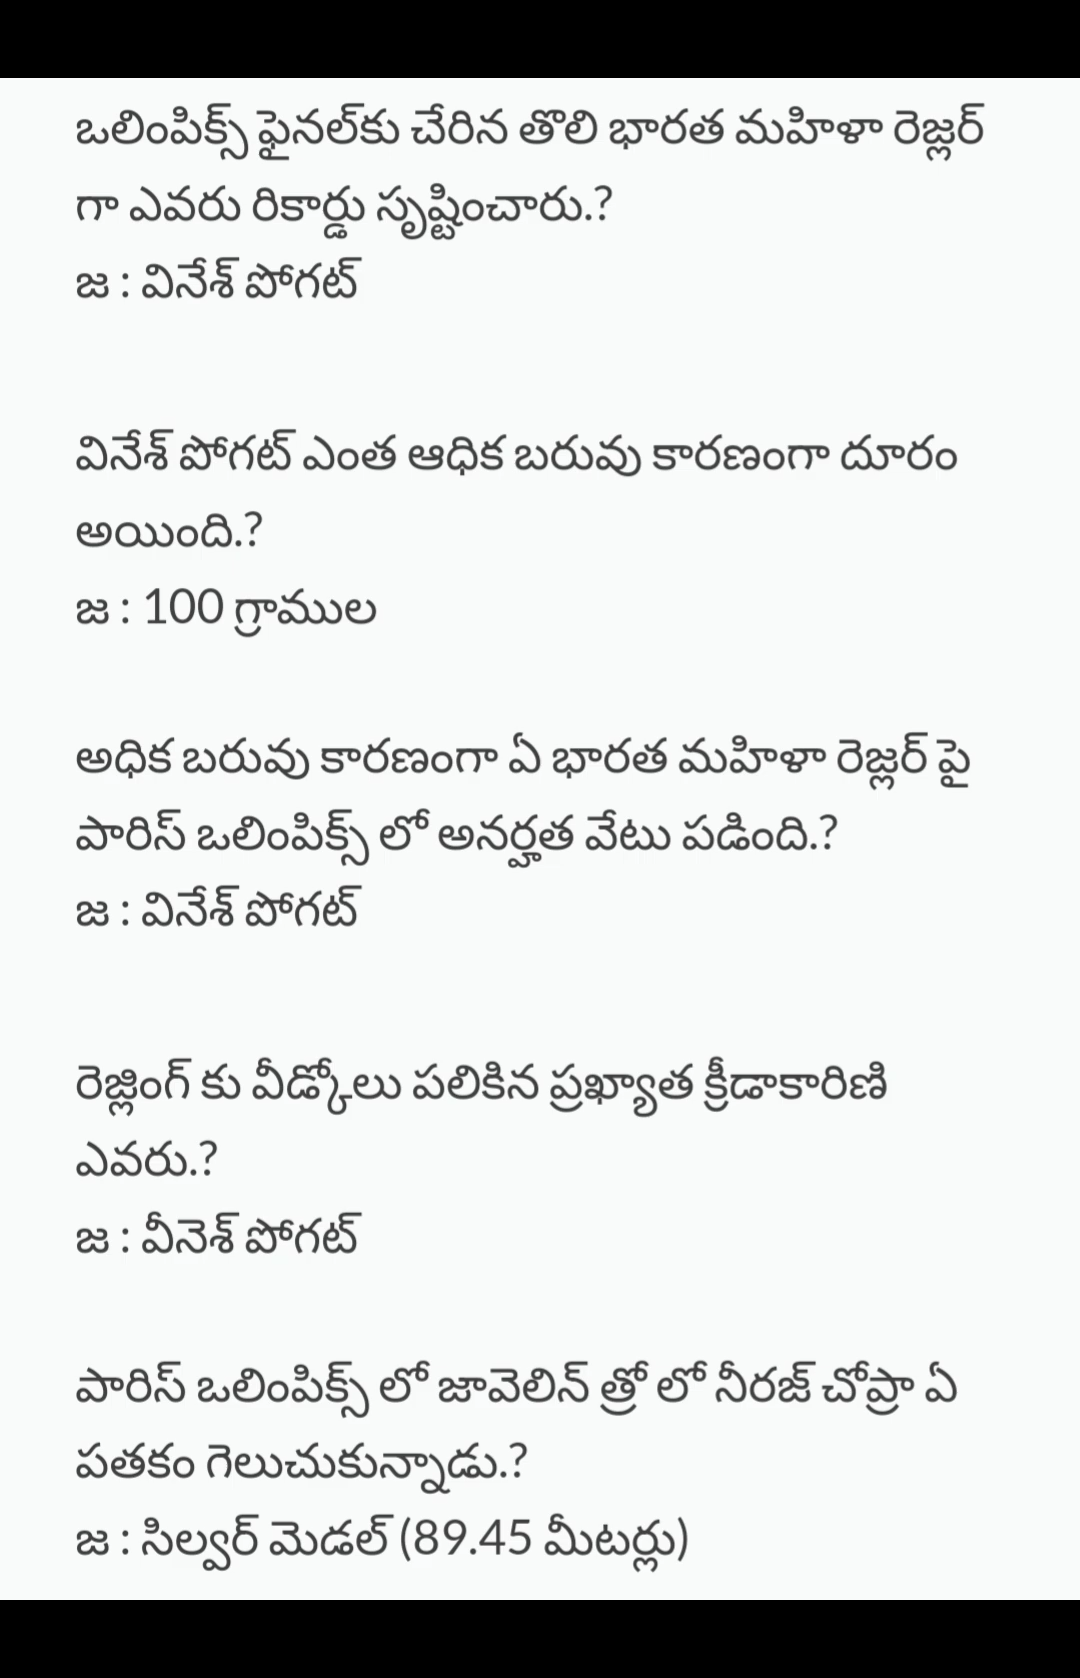 ఒలింపిక్స్ ఫైనల్‌కు చేరిన తొలి భారత మహిళా రెజ్లర్
గా ఎవరు రికార్డు సృష్టించారు.?
జ : వినేశ్ పోగట్
వినేశ్ పోగట్ ఎంత ఆధిక బరువు కారణంగా దూరం
అయింది.?
జ : 100 గ్రాముల
అధిక బరువు కారణంగా ఏ భారత మహిళా రెజ్లర్ పై
పారిస్ ఒలింపిక్స్ లో అనర్హత వేటు పడింది.?
జ : వినేశ్ పోగట్
రెజ్లింగ్ కు వీడ్కోలు పలికిన ప్రఖ్యాత క్రీడాకారిణి
ఎవరు.?
జ : వీనెశ్ పోగట్
పారిస్ ఒలింపిక్స్ లో జావెలిన్ త్రో లో నీరజ్ చోప్రా ఏ
పతకం గెలుచుకున్నాడు.?
జ : సిల్వర్ మెడల్ (89.45 మీటర్లు)